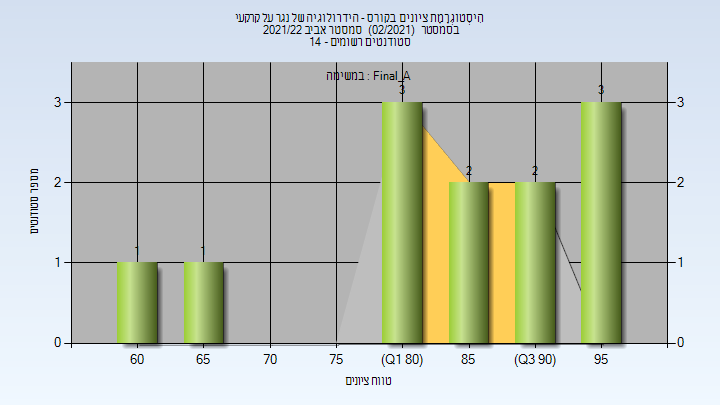 היסטוגרמת ציונים בקורס - הידרולוגיה של נגר על קרקעי
בסמסטר (02/2021) סמסטר אביב 2021/22
סטודנטים רשומים - 14
במשימה : Final_A
מספר סטודנטים
3 3
2 2
1 1
0 0
1 1 3 2 2 3
60 65 70 75 (Q1 80) 85 (Q3 90) 95
טווח ציונים